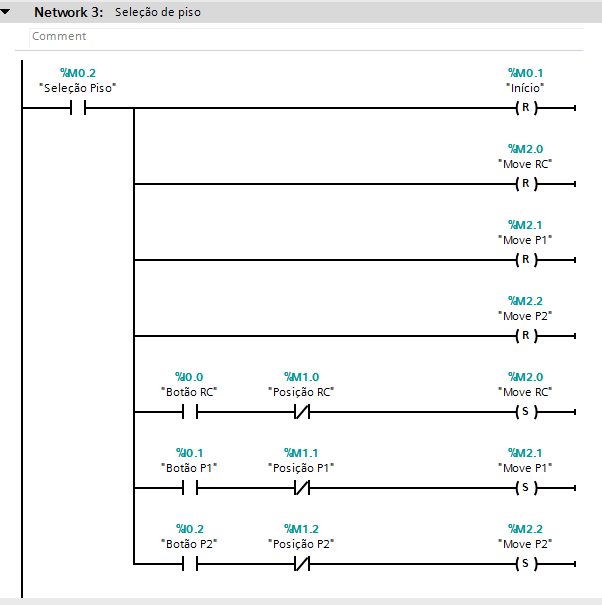 Network 3: Seleção de piso
Comment
%M0.2 %M0.1
"Seleção Piso" "Início"
R
%M2.0
"Move RC"
R
%M2.1
"Move P1"
R
%M2.2
"Move P2"
R
%I0.0 %M1.0 %M2.0
"Botão RC" "Posição RC" "Move RC"
S
%I0.1 %M1.1 %M2.1
"Botão P1" "Posição P1" "Move P1"
S
%I0.2 %M1.2 %M2.2
"Botão P2" "Posição P2" "Move P2"
S